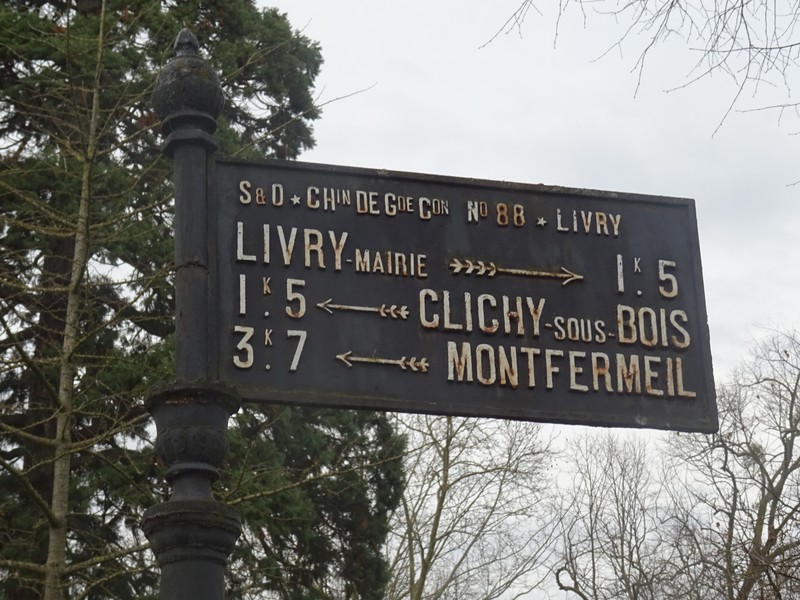 S&O ★ CHIN DE GDE CON NO 88 ★ LIVRY
LIVRY-MAIRIE → 1K.5
1K.5 ← CLICHY-SOUS-BOIS
3K.7 ← MONTFERMEIL